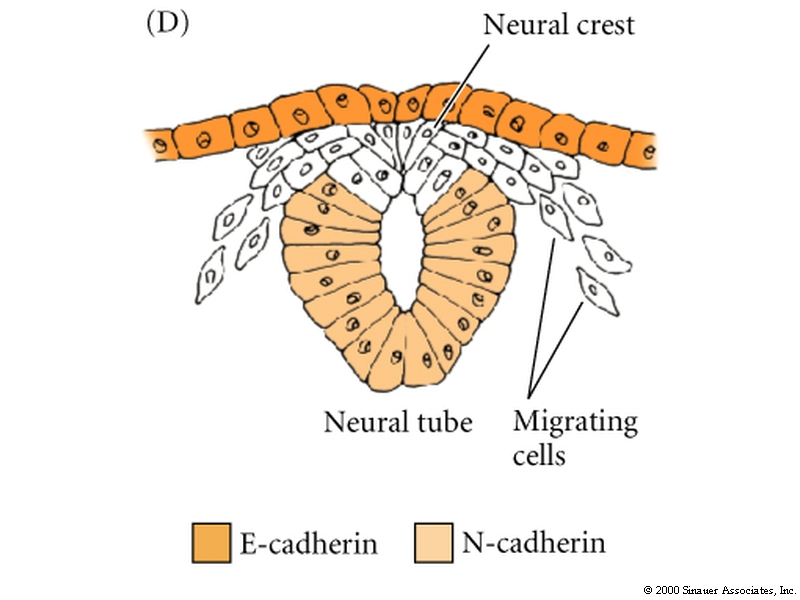 (D)
Neural crest
Neural tube
Migrating
cells
E-cadherin
N-cadherin
© 2000 Sinauer Associates, Inc.